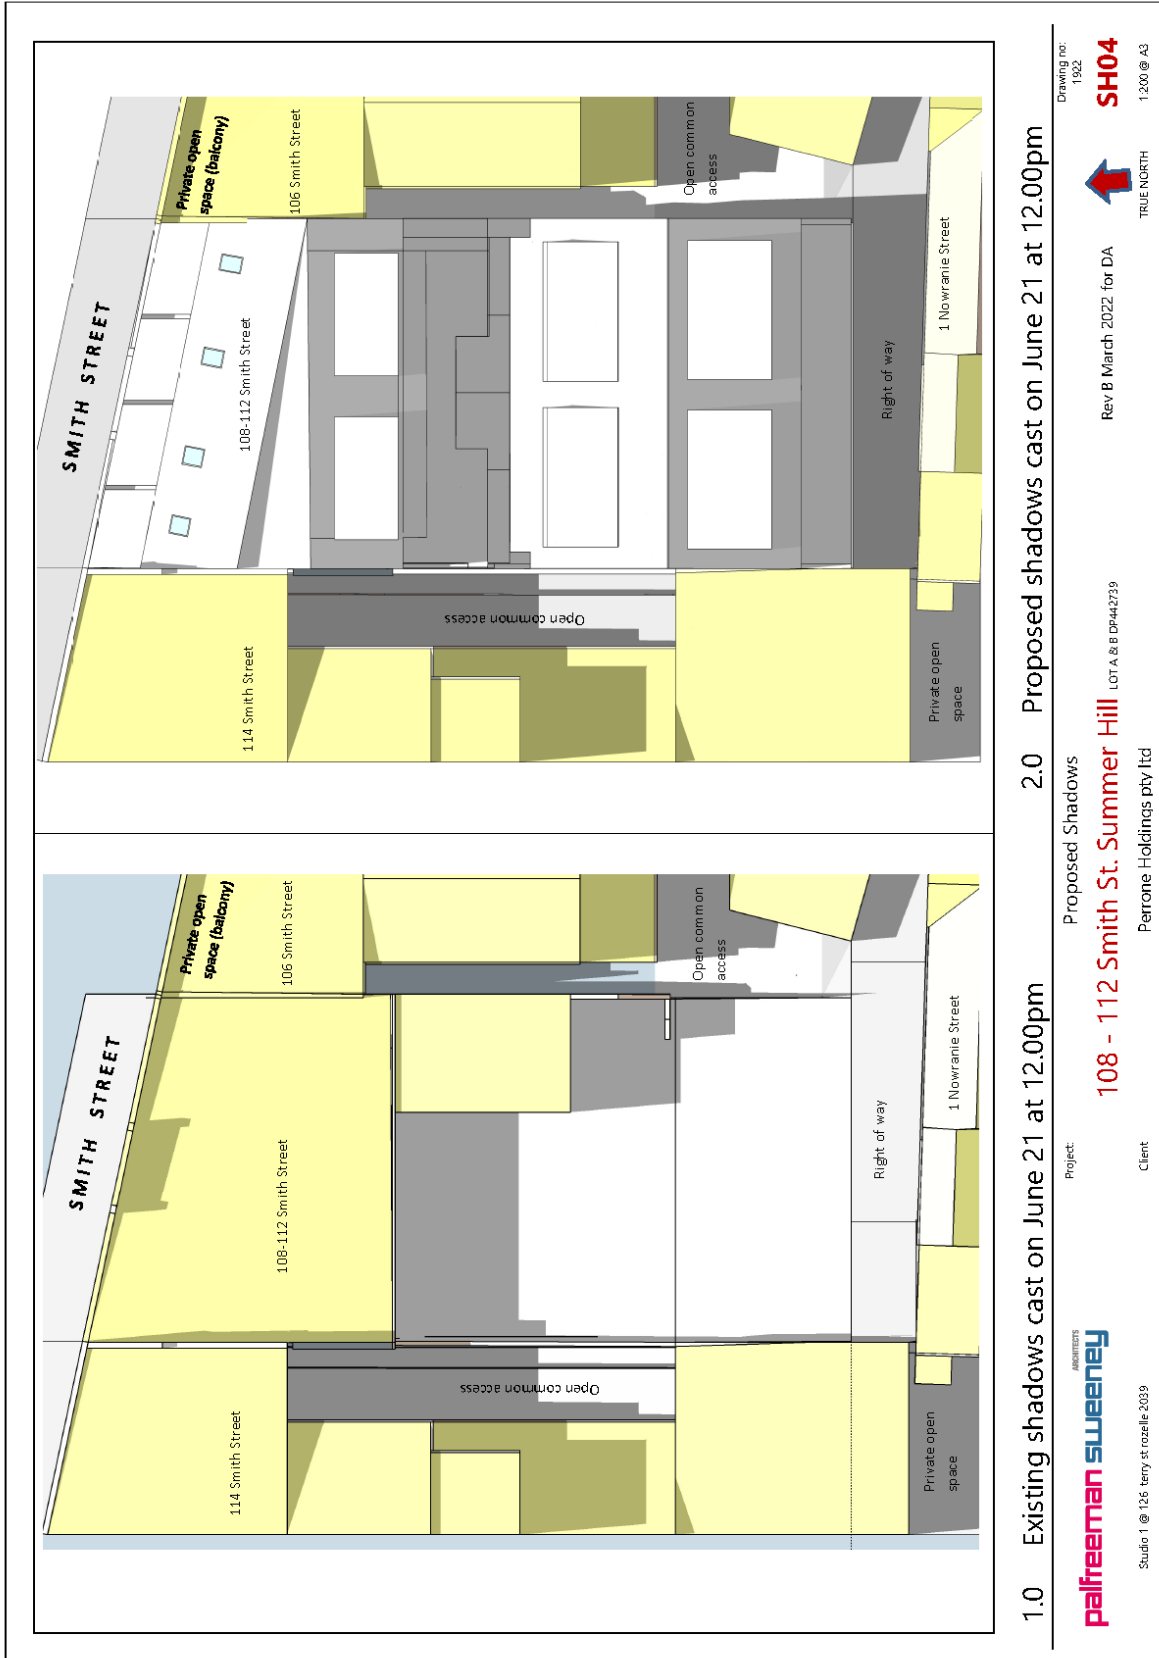 SMITH STREET
Private open
space (balcony)
106 Smith Street
108-112 Smith Street
114 Smith Street
Open common access
Open common
access
Right of way
1 Nowranie Street
Private open
space
SMITH STREET
Private open
space (balcony)
106 Smith Street
108-112 Smith Street
114 Smith Street
Open common access
Open common
access
Right of way
1 Nowranie Street
Private open
space
1.0 Existing shadows cast on June 21 at 12.00pm
2.0 Proposed shadows cast on June 21 at 12.00pm
palfreeman sweeney
ARCHITECTS
Studio 1 @ 126 terry st rozelle 2039
Project:
Proposed Shadows
108 - 112 Smith St. Summer Hill LOT A & B DP442739
Client
Perrone Holdings pty ltd
Rev B March 2022 for DA
TRUE NORTH
Drawing no:
1922
SH04
1:200 @ A3